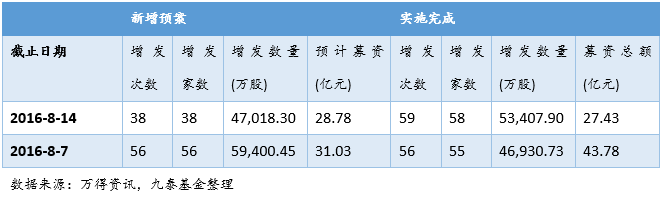 新增预案 实施完成
截止日期 增发次数 增发家数 增发数量(万股) 预计募资(亿元) 增发次数 增发家数 增发数量(万股) 募资总额(亿元)
2016-8-14 38 38 47,018.30 28.78 59 58 53,407.90 27.43
2016-8-7 56 56 59,400.45 31.03 56 55 46,930.73 43.78
数据来源：万得资讯，九泰基金整理